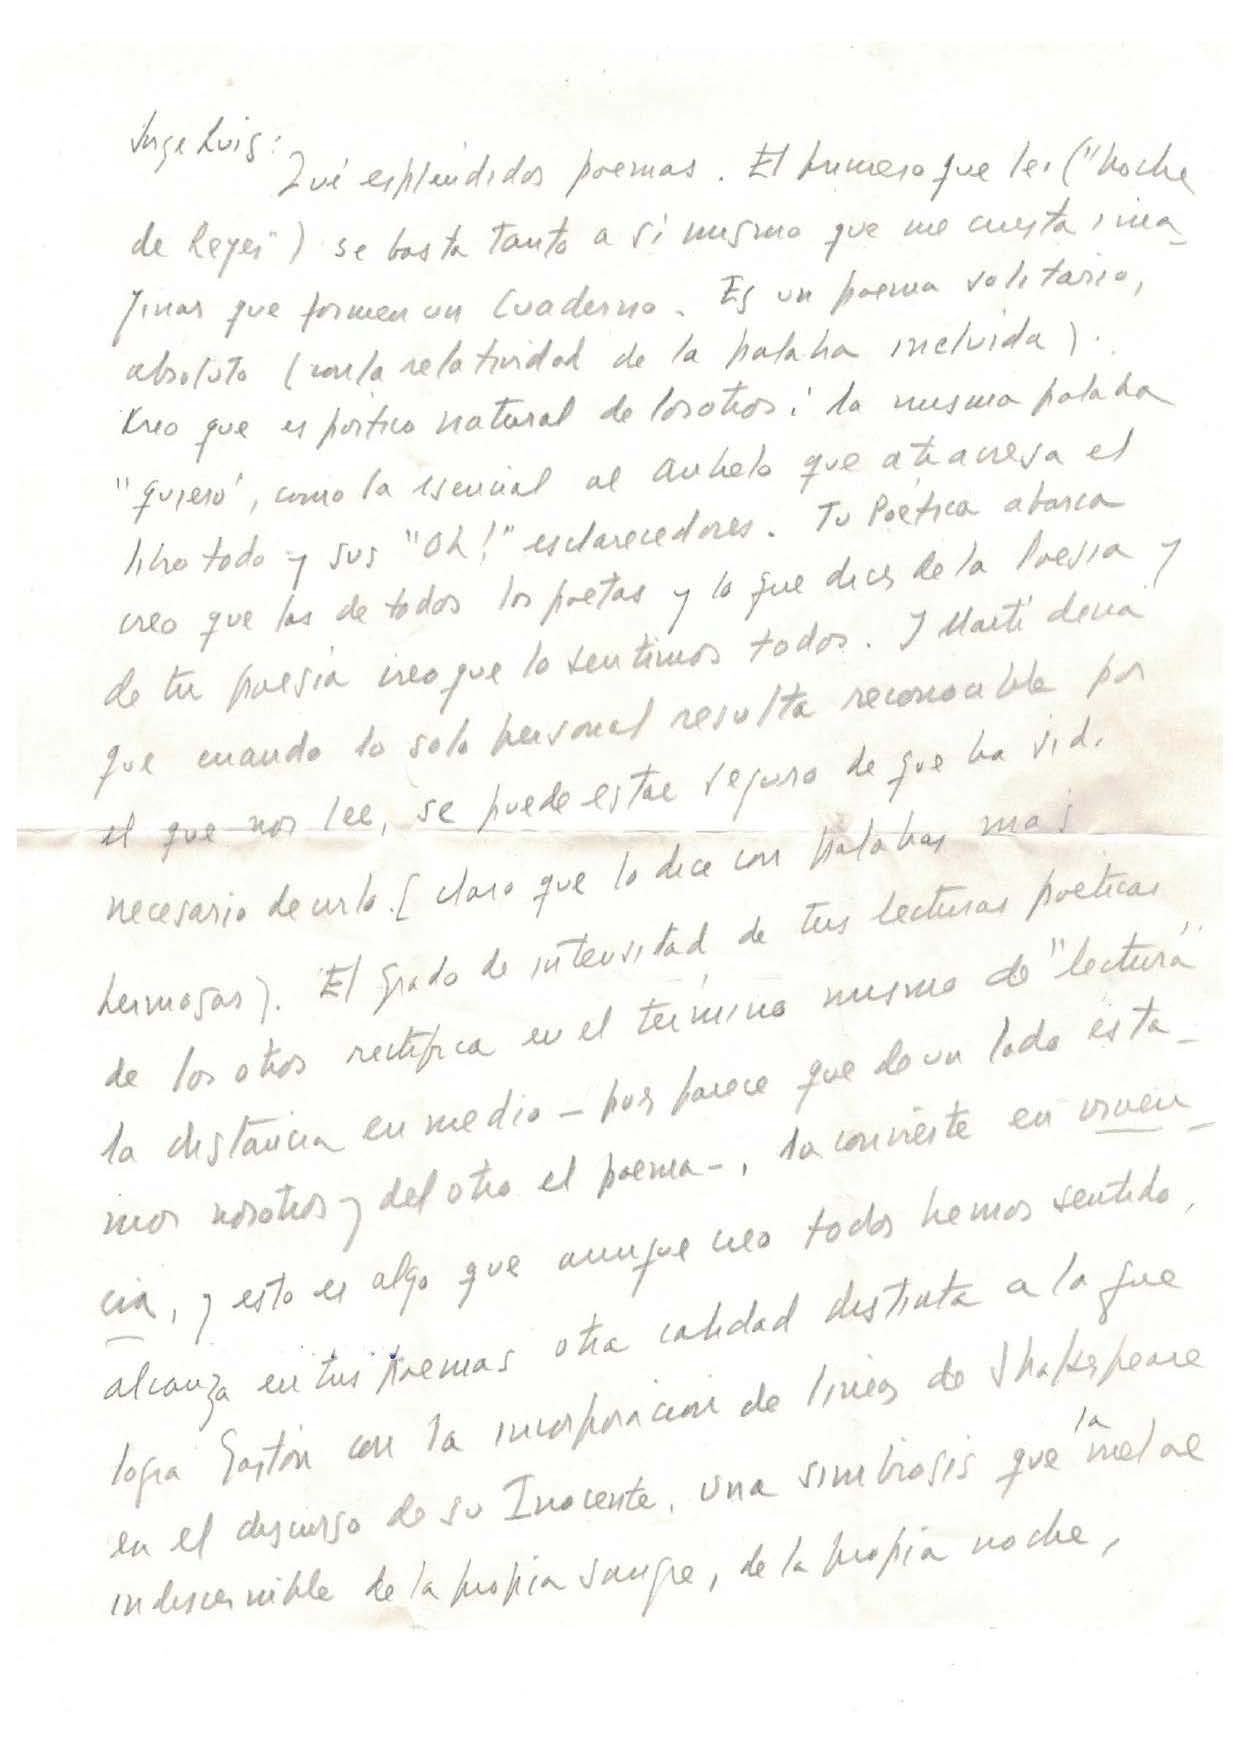 Jorge Luis:
Qué espléndidos poemas. El primero que leí ("Noche
de Reyes") se basta tanto a sí mismo que me cuesta ima-
ginar que formen un Cuaderno. Es un poema solitario,
absoluto (con la relatividad de la palabra incluida).
Creo que es pórtico natural de los otros: la misma palabra
"quiero", como la esencial al anhelo que atraviesa el
libro todo y sus "Oh!" esclarecedores. Tu Poética abarca
creo que las de todos los poetas y lo que dices de la Poesía y
de tu poesía creo que lo sentimos todos. Y Martí decía
que cuando lo solo personal resulta reconocible por
el que nos lee, se puede estar seguro de que ha sido
necesario decirlo. (Claro que lo dice con palabras más
hermosas). El grado de intensidad de tus lecturas poéticas
de los otros rectifica en el término mismo de "lectura"
la distancia en medio – pues parece que de un lado esta-
mos nosotros y del otro el poema –, la convierte en viven-
cia, y esto es algo que aunque creo todos hemos sentido,
alcanza en tus poemas otra calidad distinta a la que
logra Gastón con la incorporación de líneas de Shakespeare
en el discurso de su Inocente, una simbiosis que la vuelve
indiscernible de la propia sangre, de la propia noche,